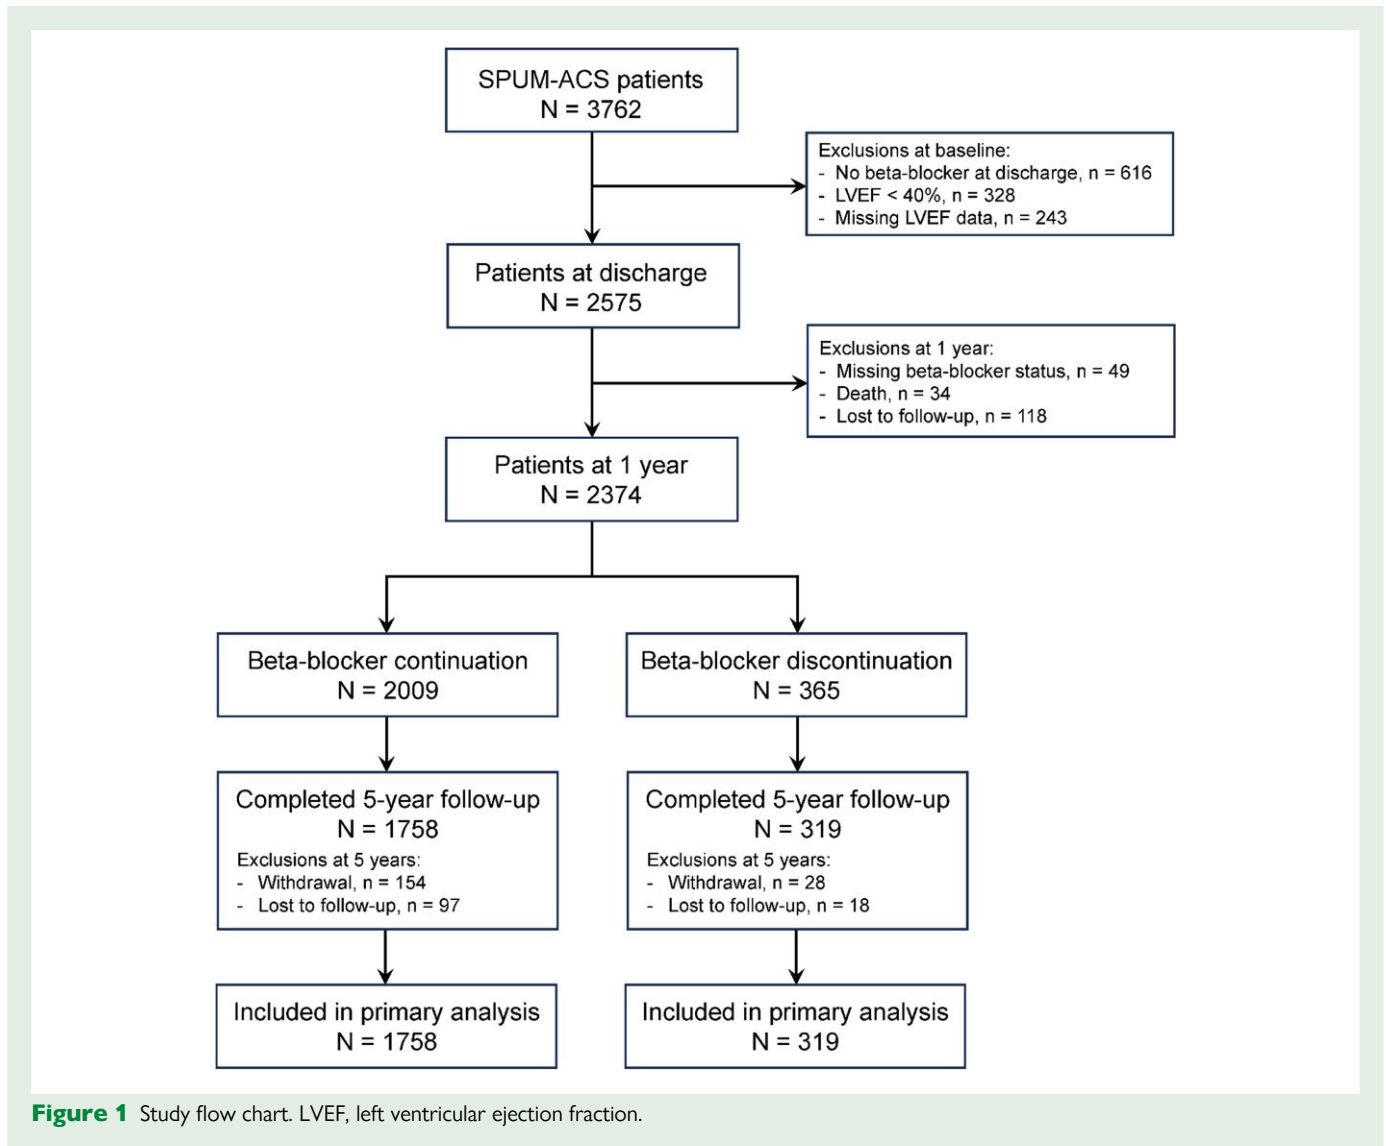 SPUM-ACS patients
N = 3762
Exclusions at baseline:
- No beta-blocker at discharge, n = 616
- LVEF < 40%, n = 328
- Missing LVEF data, n = 243
Patients at discharge
N = 2575
Exclusions at 1 year:
- Missing beta-blocker status, n = 49
- Death, n = 34
- Lost to follow-up, n = 118
Patients at 1 year
N = 2374
Beta-blocker continuation
N = 2009
Beta-blocker discontinuation
N = 365
Completed 5-year follow-up
N = 1758
Exclusions at 5 years:
- Withdrawal, n = 154
- Lost to follow-up, n = 97
Completed 5-year follow-up
N = 319
Exclusions at 5 years:
- Withdrawal, n = 28
- Lost to follow-up, n = 18
Included in primary analysis
N = 1758
Included in primary analysis
N = 319
Figure 1 Study flow chart. LVEF, left ventricular ejection fraction.